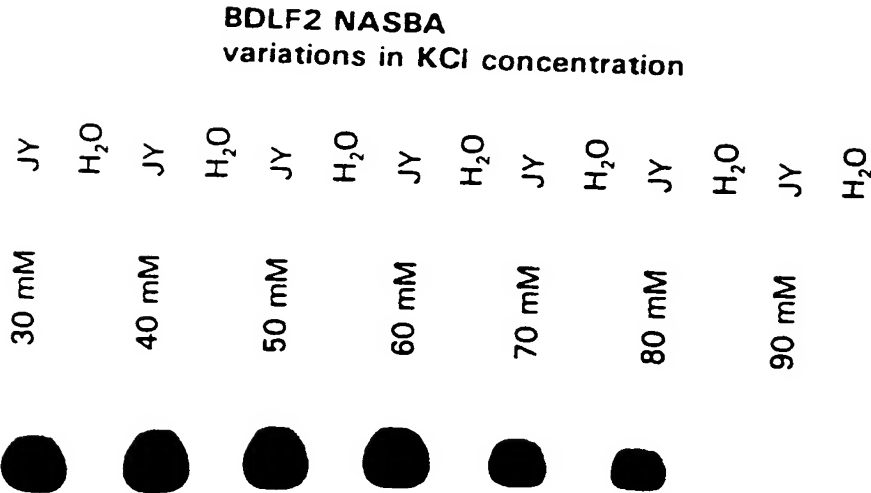 BDLF2 NASBA
variations in KCl concentration
JY H₂O JY H₂O JY H₂O JY H₂O JY H₂O JY H₂O JY H₂O
30 mM 40 mM 50 mM 60 mM 70 mM 80 mM 90 mM